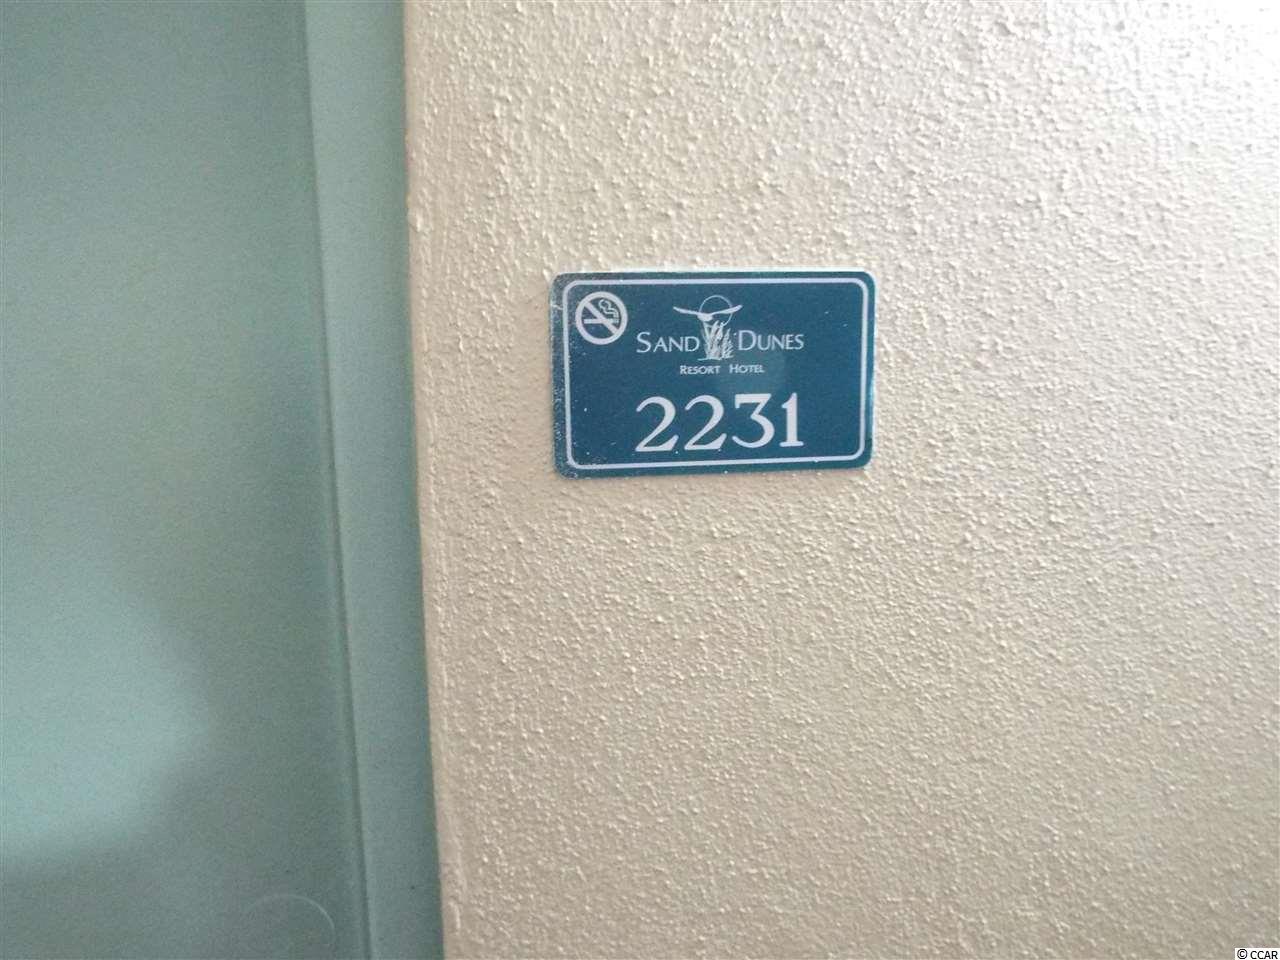 SAND DUNES
RESORT HOTEL
2231
© CCAR